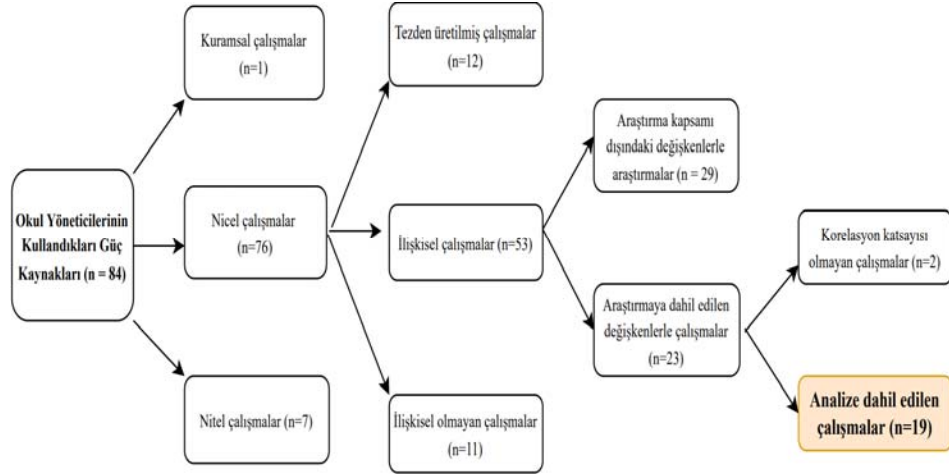 Kuramsal çalışmalar
(n=1)
Tezden üretilmiş çalışmalar
(n=12)
Araştırma kapsamı
dışındaki değişkenlerle
araştırmalar (n = 29)
Okul Yöneticilerinin
Kullandıkları Güç
Kaynakları (n = 84)
Nicel çalışmalar
(n=76)
İlişkisel çalışmalar (n=53)
Korelasyon katsayısı
olmayan çalışmalar (n=2)
Araştırmaya dahil edilen
değişkenlerle çalışmalar
(n=23)
Nitel çalışmalar (n=7)
İlişkisel olmayan çalışmalar
(n=11)
Analize dahil edilen
çalışmalar (n=19)